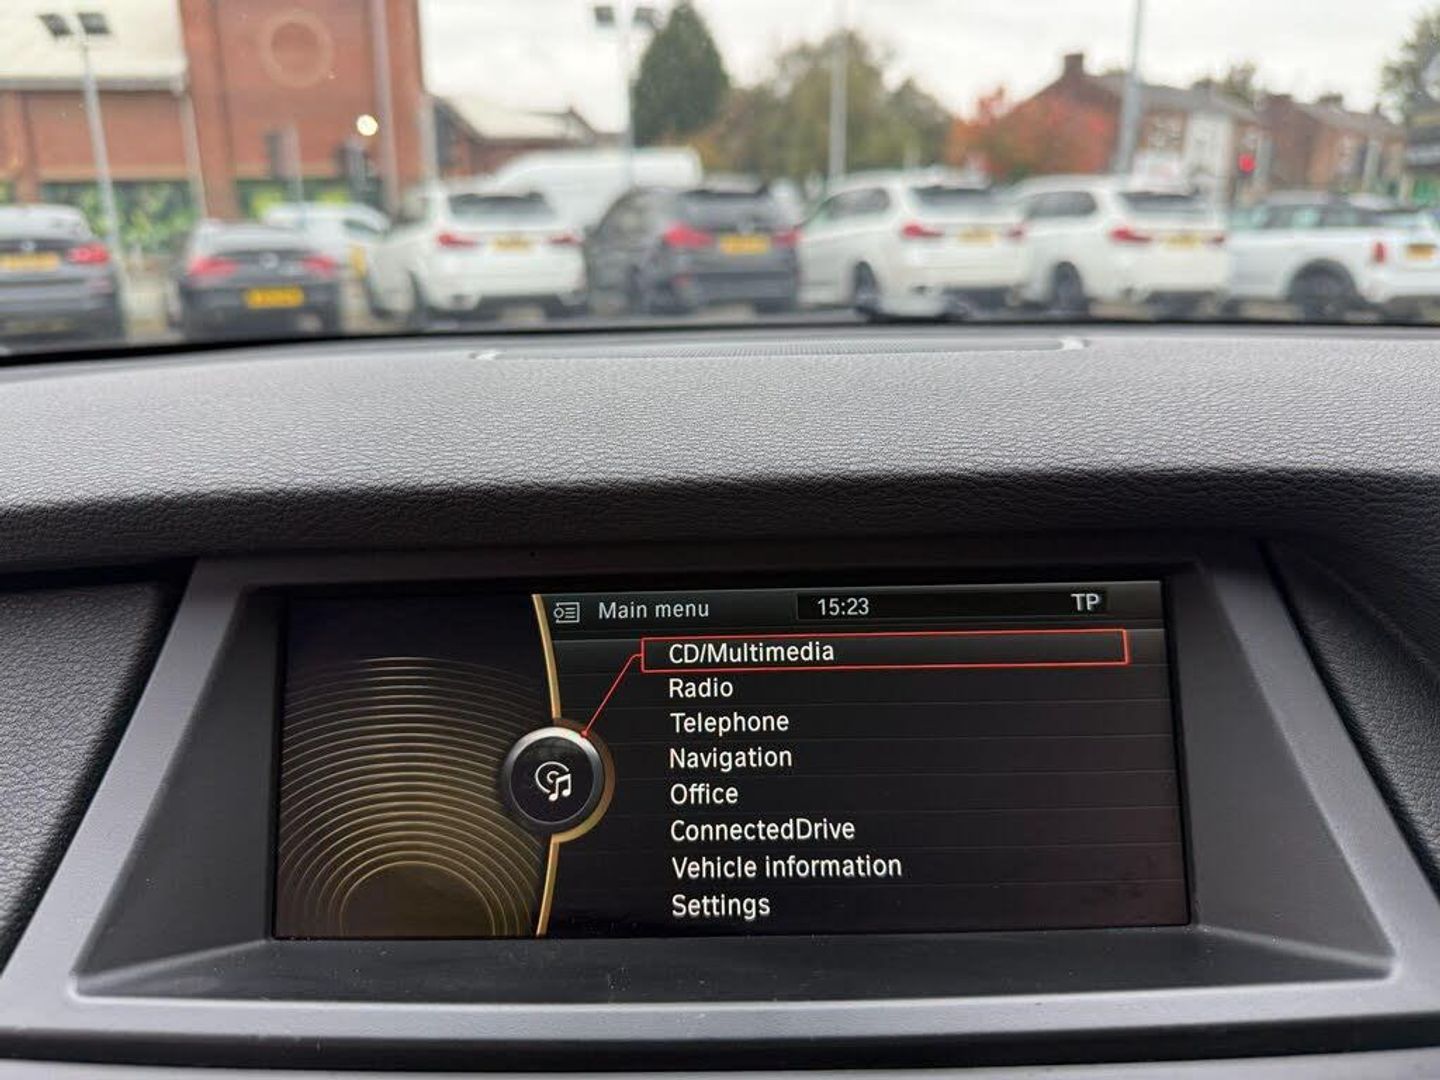 Main menu 15:23 TP
CD/Multimedia
Radio
Telephone
Navigation
Office
ConnectedDrive
Vehicle information
Settings